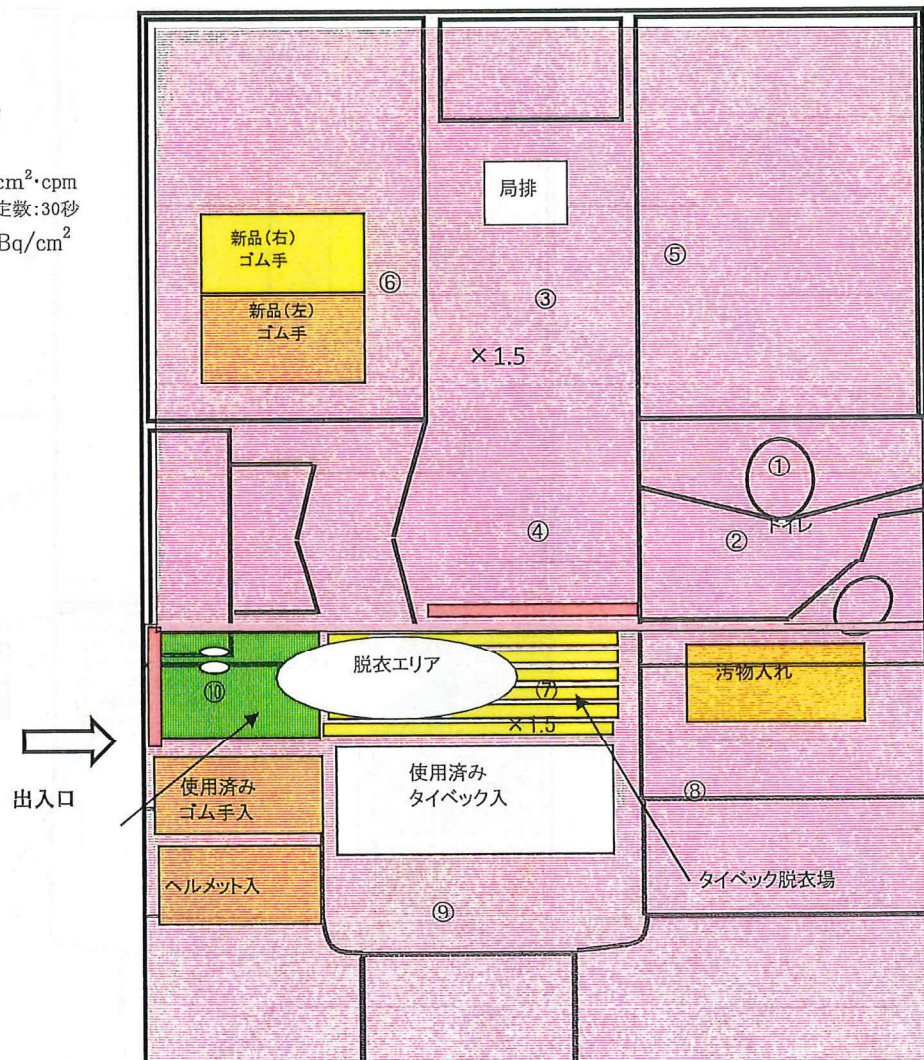 cm²・cpm
定数:30秒
Bq/cm²
局排
新品(右)
ゴム手
⑥
新品(左)
ゴム手
③
⑤
×1.5
①
トイレ
④
②
脱衣エリア
⑩
(7)
×1.5
汚物入れ
出入口
使用済み
ゴム手入
使用済み
タイベック入
⑧
ヘルメット入
タイベック脱衣場
⑨